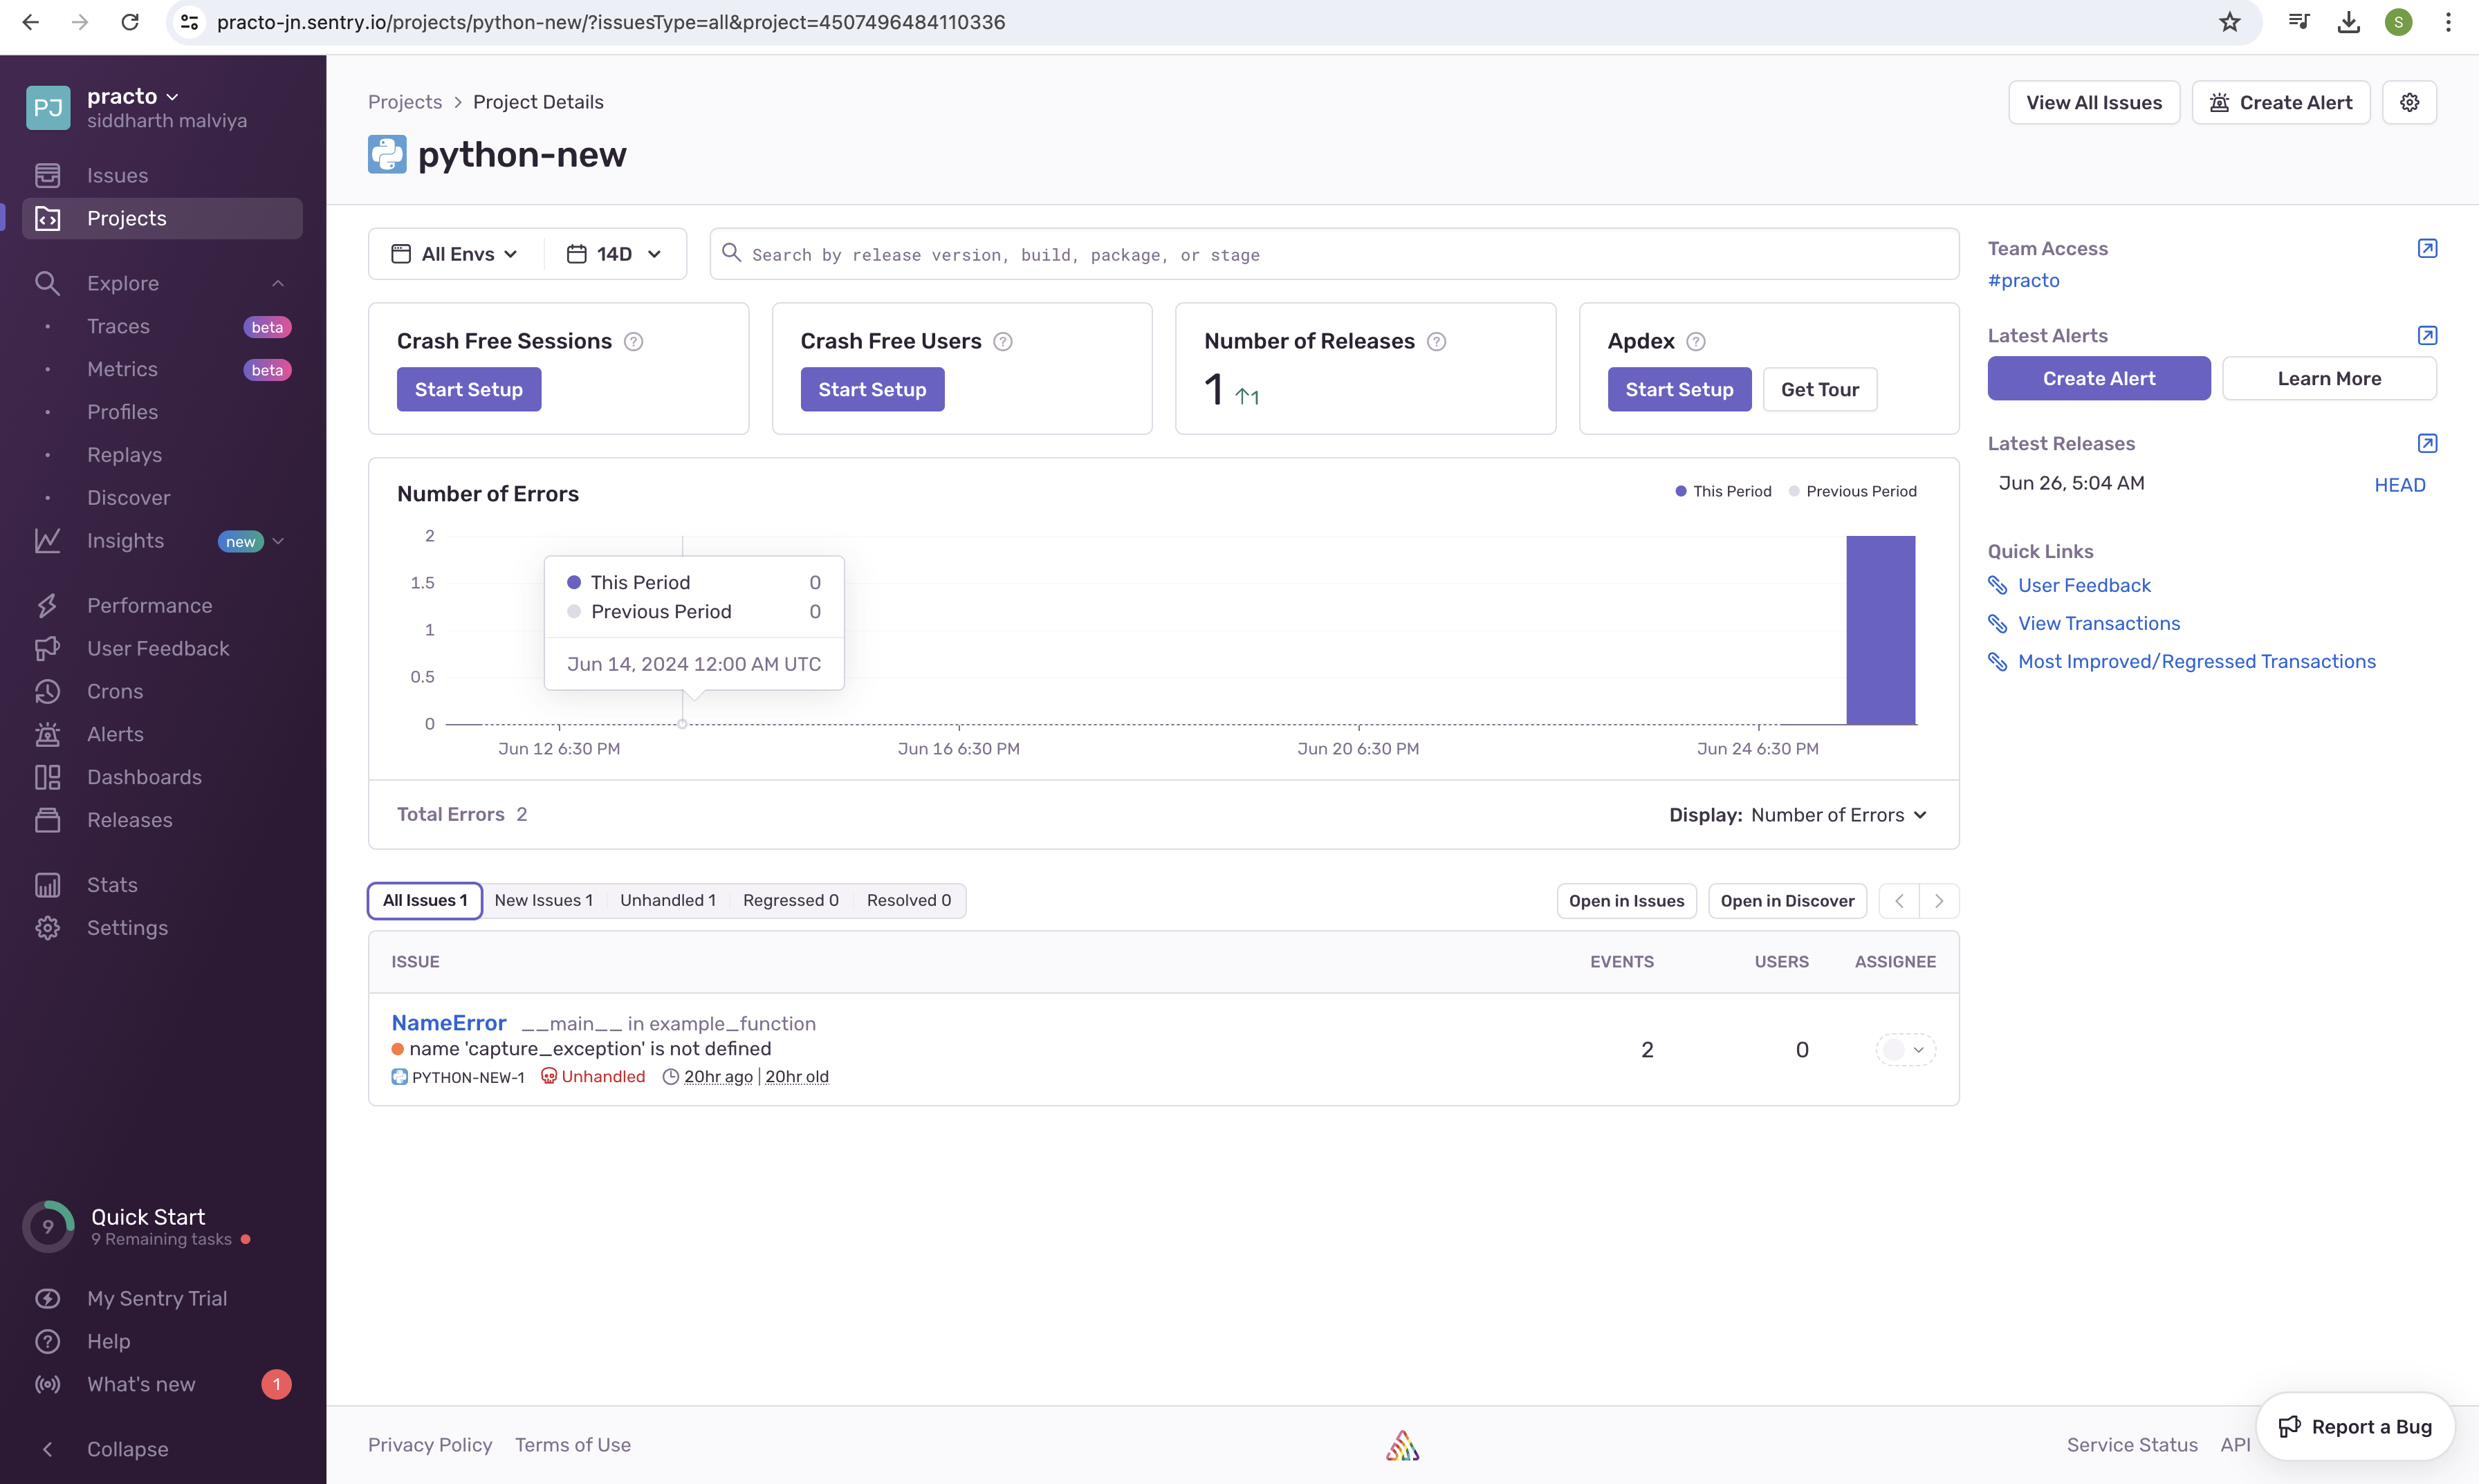 practo-jn.sentry.io/projects/python-new/?issuesType=all&project=4507496484110336
S
PJ
practo
siddharth malviya
Issues
Projects
Explore
Traces beta
Metrics beta
Profiles
Replays
Discover
Insights new
Performance
User Feedback
Crons
Alerts
Dashboards
Releases
Stats
Settings
9
Quick Start
9 Remaining tasks
My Sentry Trial
Help
What's new 1
Collapse
Projects > Project Details
View All Issues Create Alert
python-new
All Envs 14D Search by release version, build, package, or stage
Crash Free Sessions ?
Start Setup
Crash Free Users ?
Start Setup
Number of Releases ?
1 ↑1
Apdex ?
Start Setup Get Tour
Number of Errors
This Period Previous Period
2
1.5
1
0.5
0
This Period 0
Previous Period 0
Jun 14, 2024 12:00 AM UTC
Jun 12 6:30 PM Jun 16 6:30 PM Jun 20 6:30 PM Jun 24 6:30 PM
Total Errors 2
Display: Number of Errors
All Issues 1 New Issues 1 Unhandled 1 Regressed 0 Resolved 0
Open in Issues Open in Discover
ISSUE EVENTS USERS ASSIGNEE
NameError __main__ in example_function
name 'capture_exception' is not defined
2 0
PYTHON-NEW-1 Unhandled 20hr ago | 20hr old
Team Access
#practo
Latest Alerts
Create Alert Learn More
Latest Releases
Jun 26, 5:04 AM HEAD
Quick Links
User Feedback
View Transactions
Most Improved/Regressed Transactions
Privacy Policy Terms of Use
Service Status API
Report a Bug